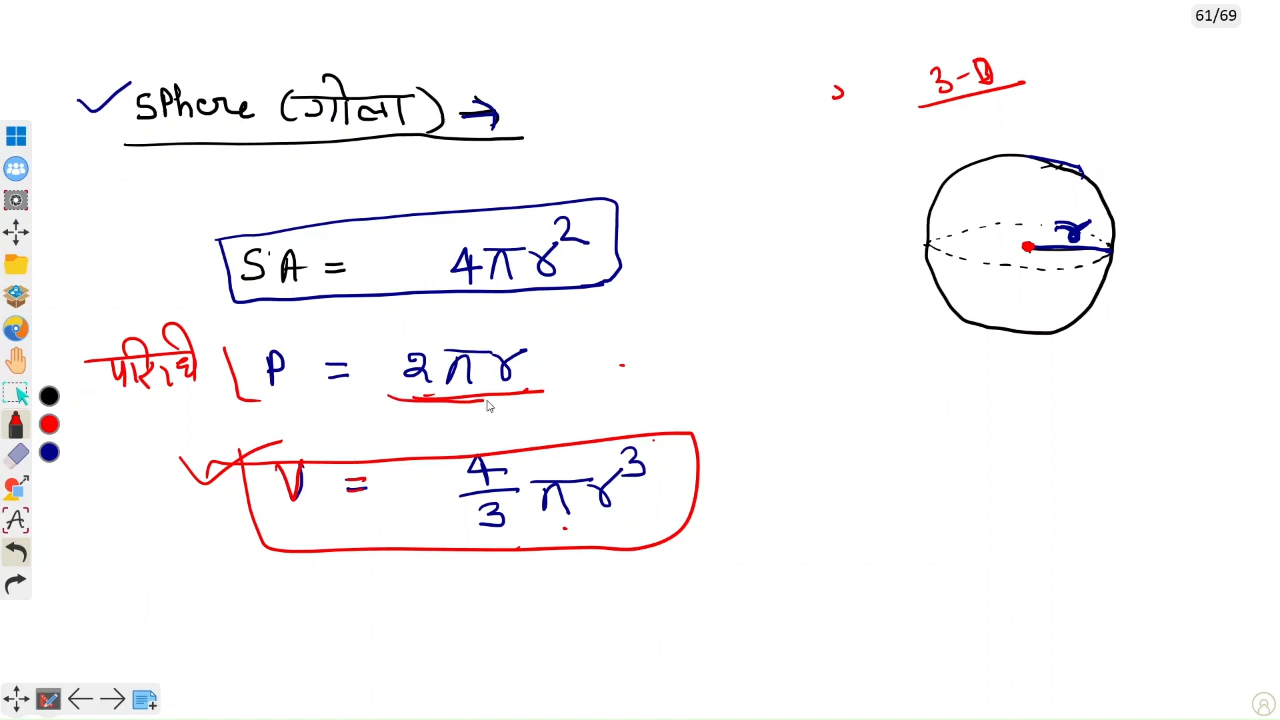 61/69
3-D
Sphere (गोला) →
r
SA = 4πr²
परिधि P = 2πr
V = 4/3 πr³